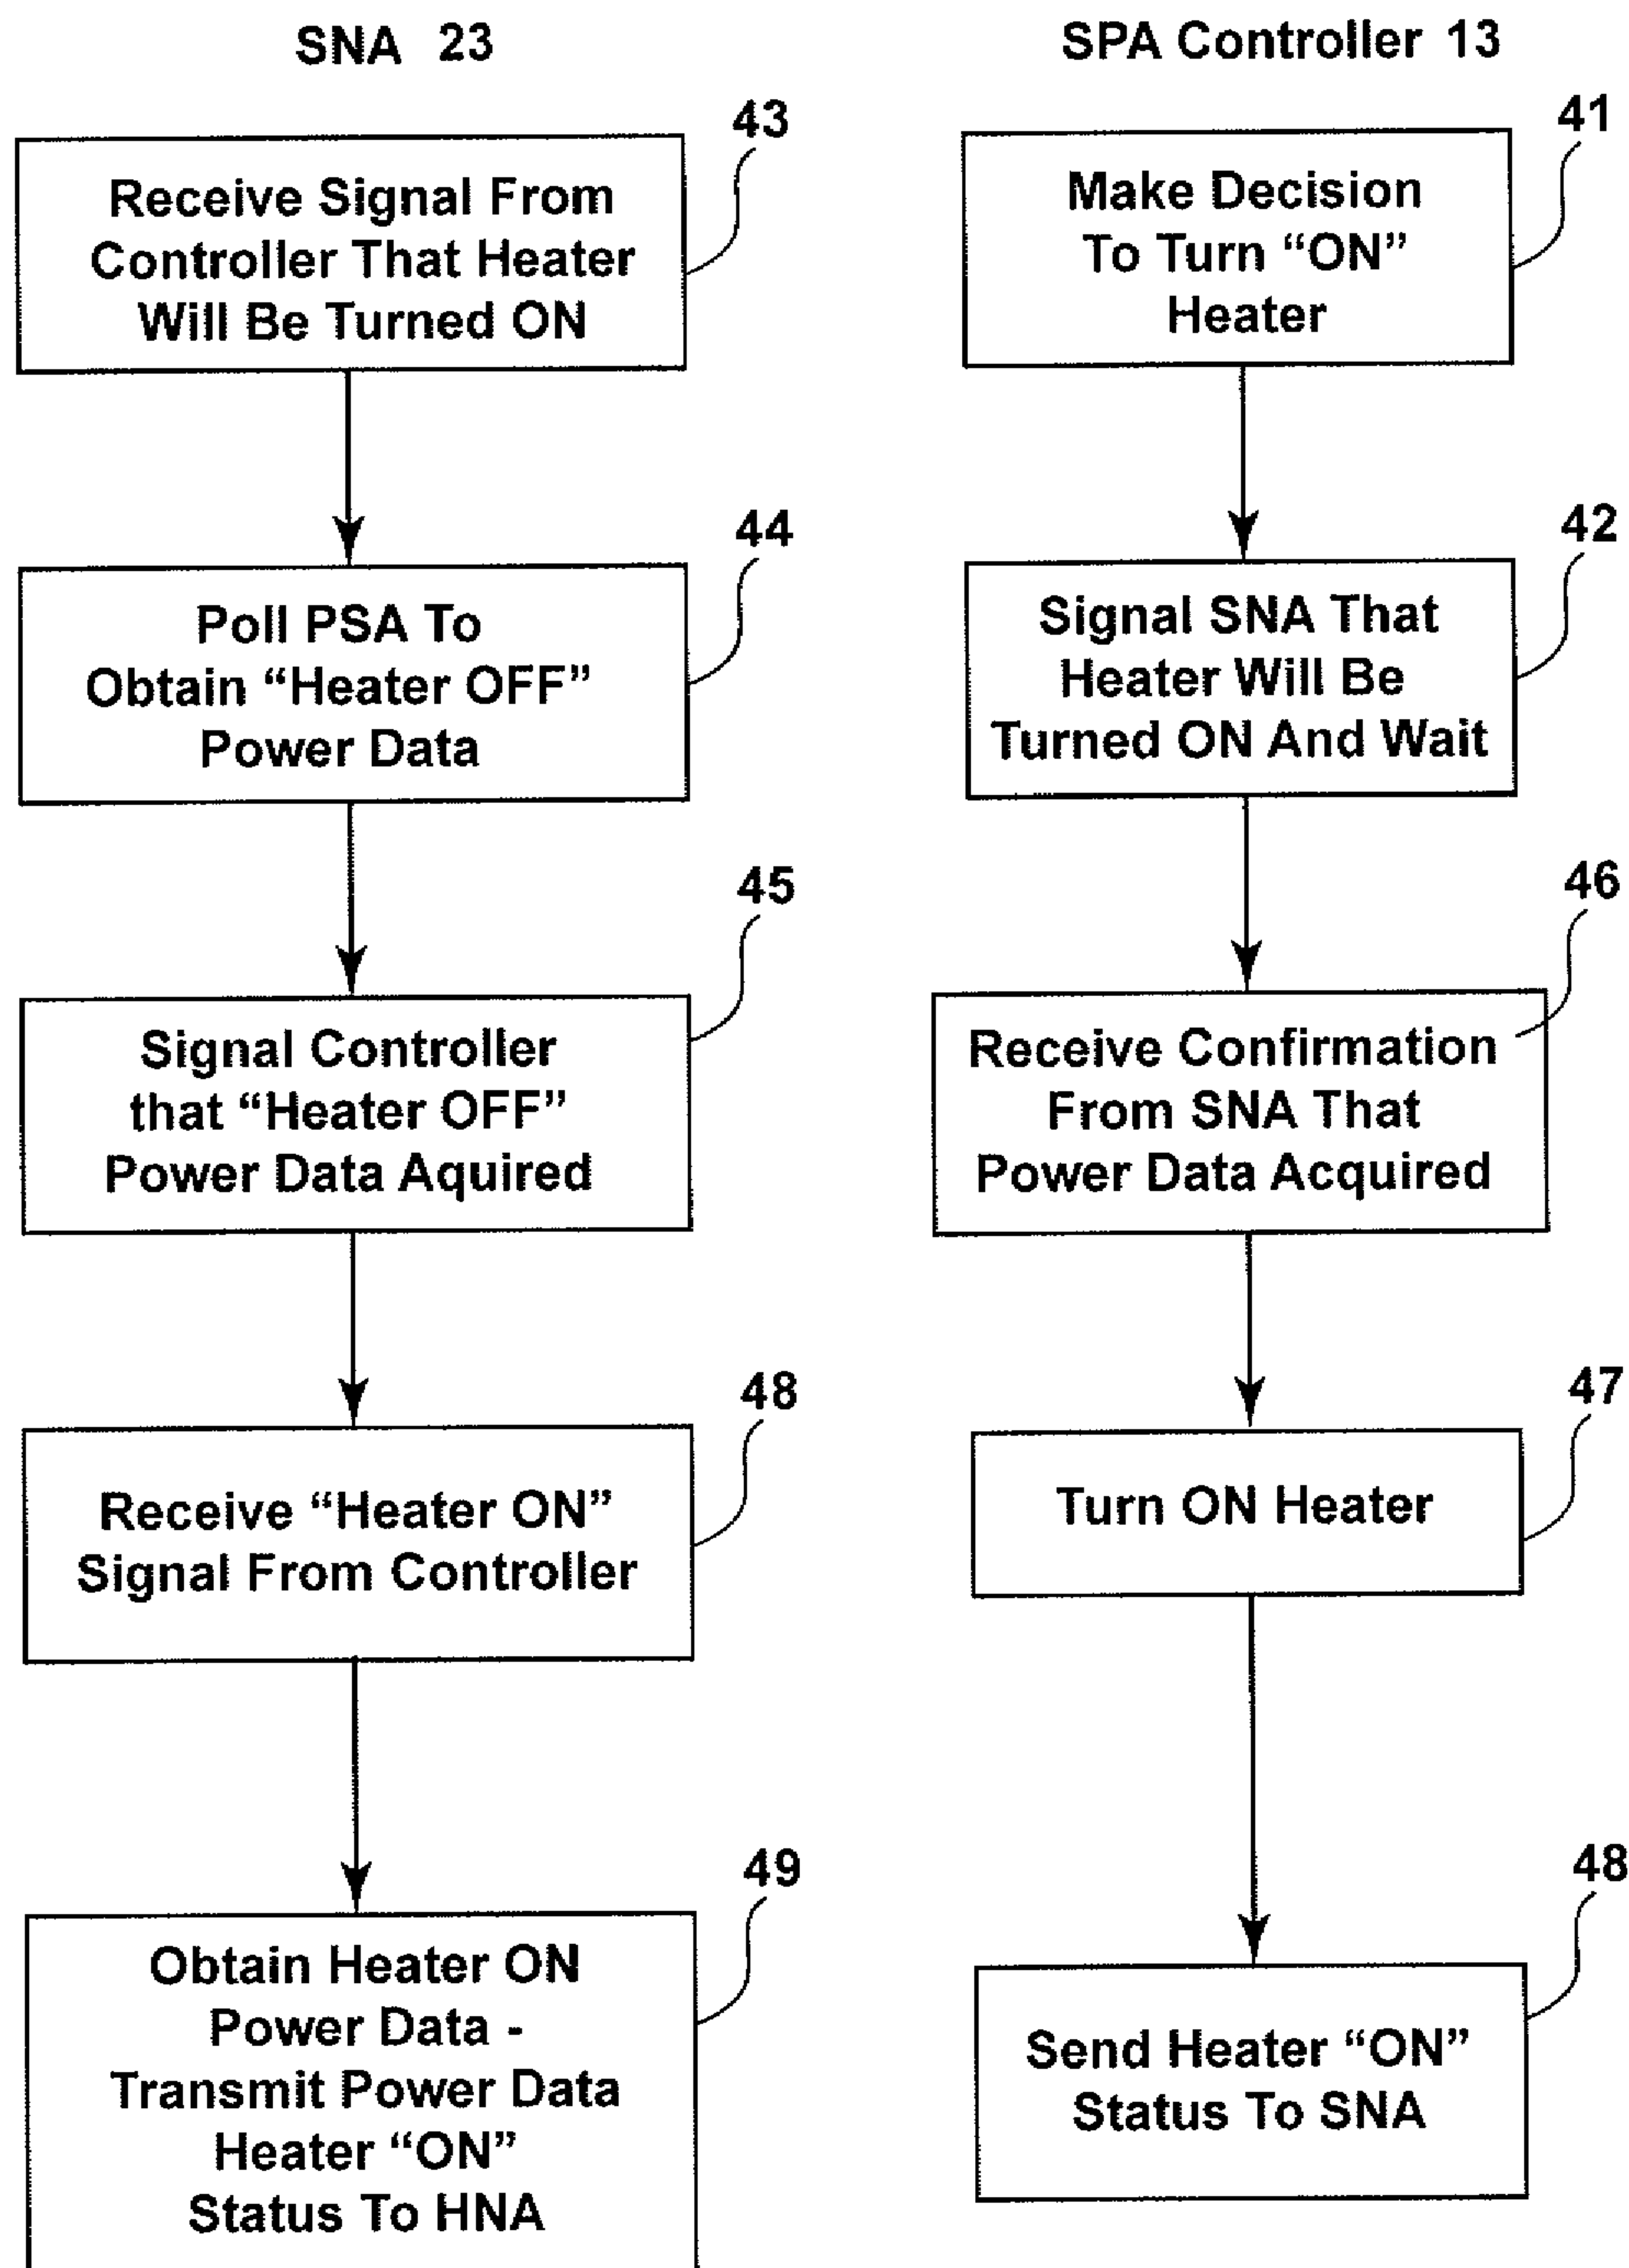 SNA 23
43
Receive Signal From
Controller That Heater
Will Be Turned ON
44
Poll PSA To
Obtain “Heater OFF”
Power Data
45
Signal Controller
that “Heater OFF”
Power Data Aquired
48
Receive “Heater ON”
Signal From Controller
49
Obtain Heater ON
Power Data -
Transmit Power Data
Heater “ON”
Status To HNA
SPA Controller 13
41
Make Decision
To Turn “ON”
Heater
42
Signal SNA That
Heater Will Be
Turned ON And Wait
46
Receive Confirmation
From SNA That
Power Data Acquired
47
Turn ON Heater
48
Send Heater “ON”
Status To SNA